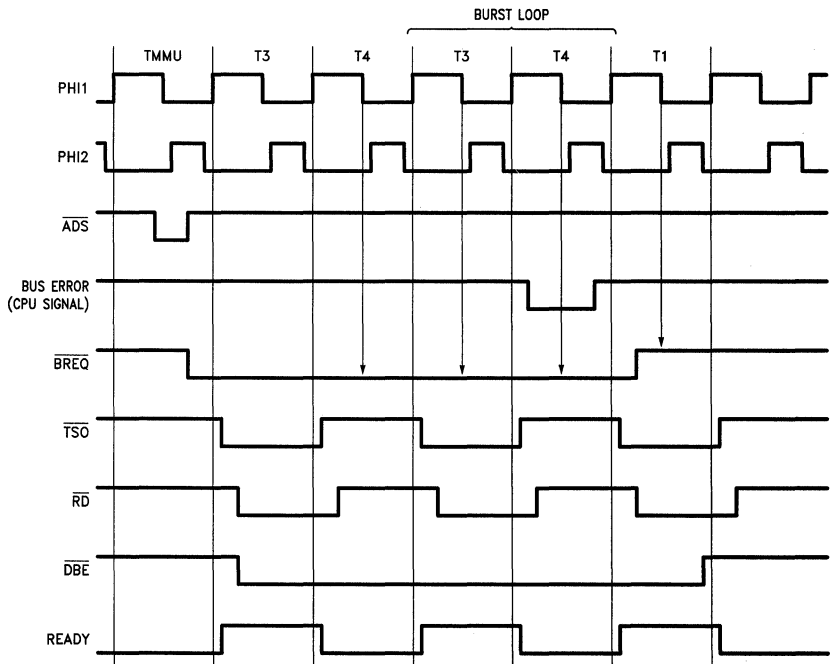 BURST LOOP
TMMU T3 T4 T3 T4 T1
PHI1
PHI2
ADS
BUS ERROR
(CPU SIGNAL)
BREQ
TSO
RD
DBE
READY